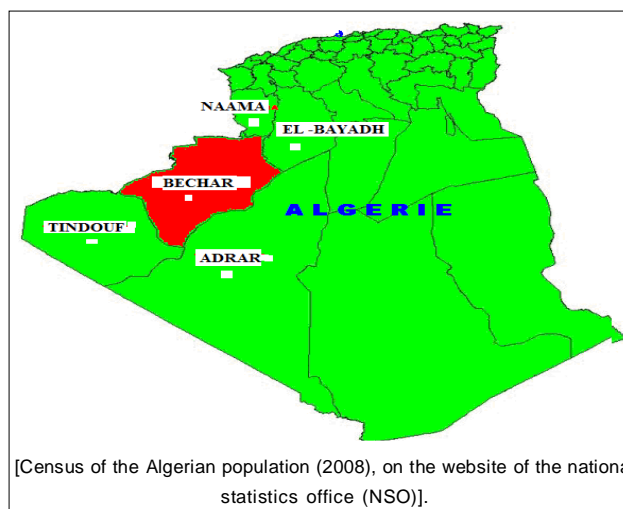 NAAMA
EL -BAYADH
BECHAR
ALGERIE
TINDOUF
ADRAR
[Census of the Algerian population (2008), on the website of the nationa
statistics office (NSO)].